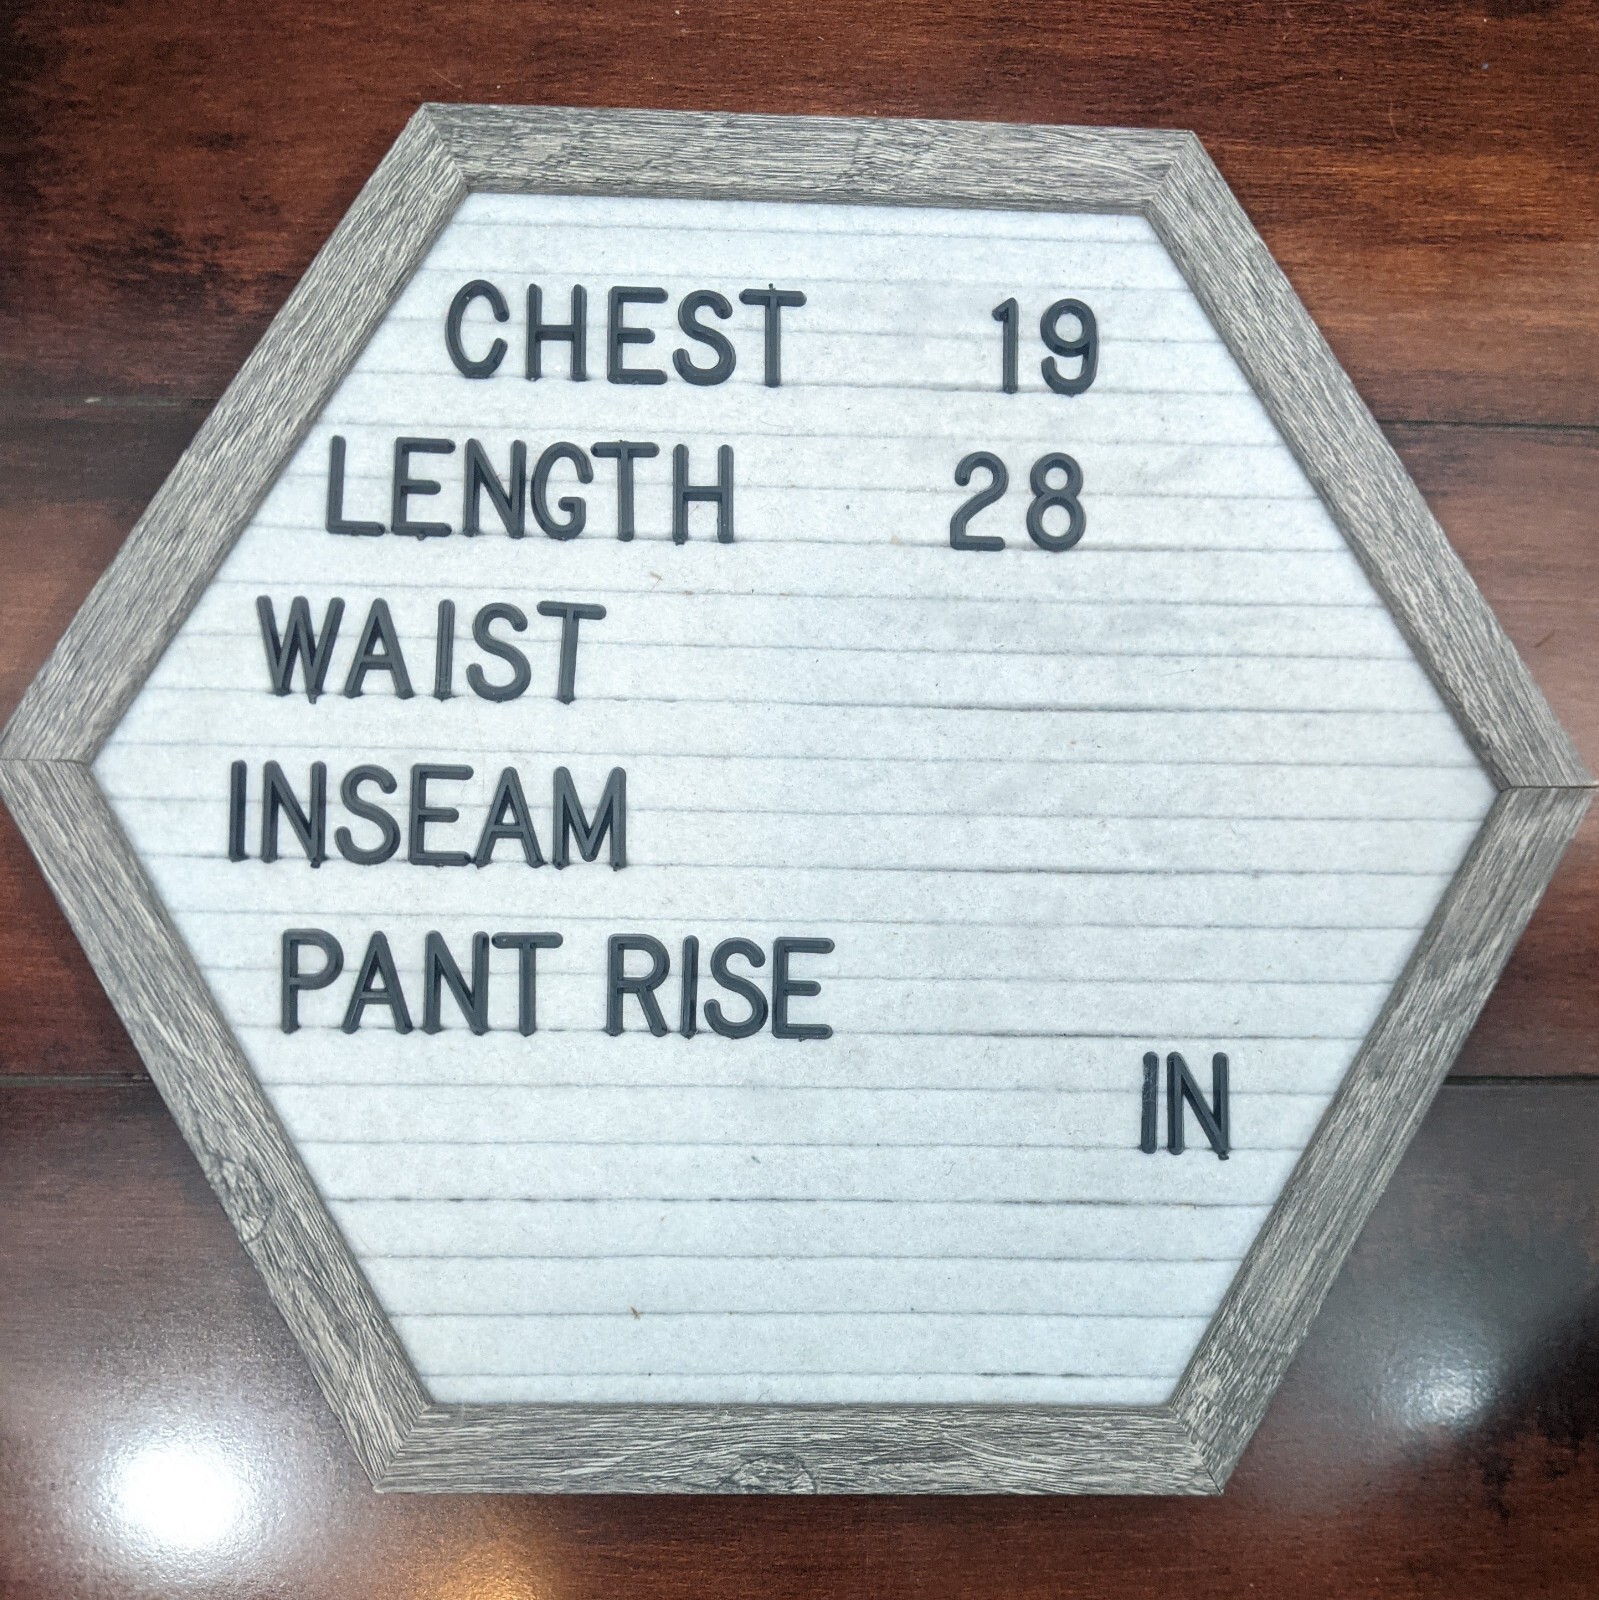 CHEST 19
LENGTH 28
WAIST
INSEAM
PANT RISE
IN